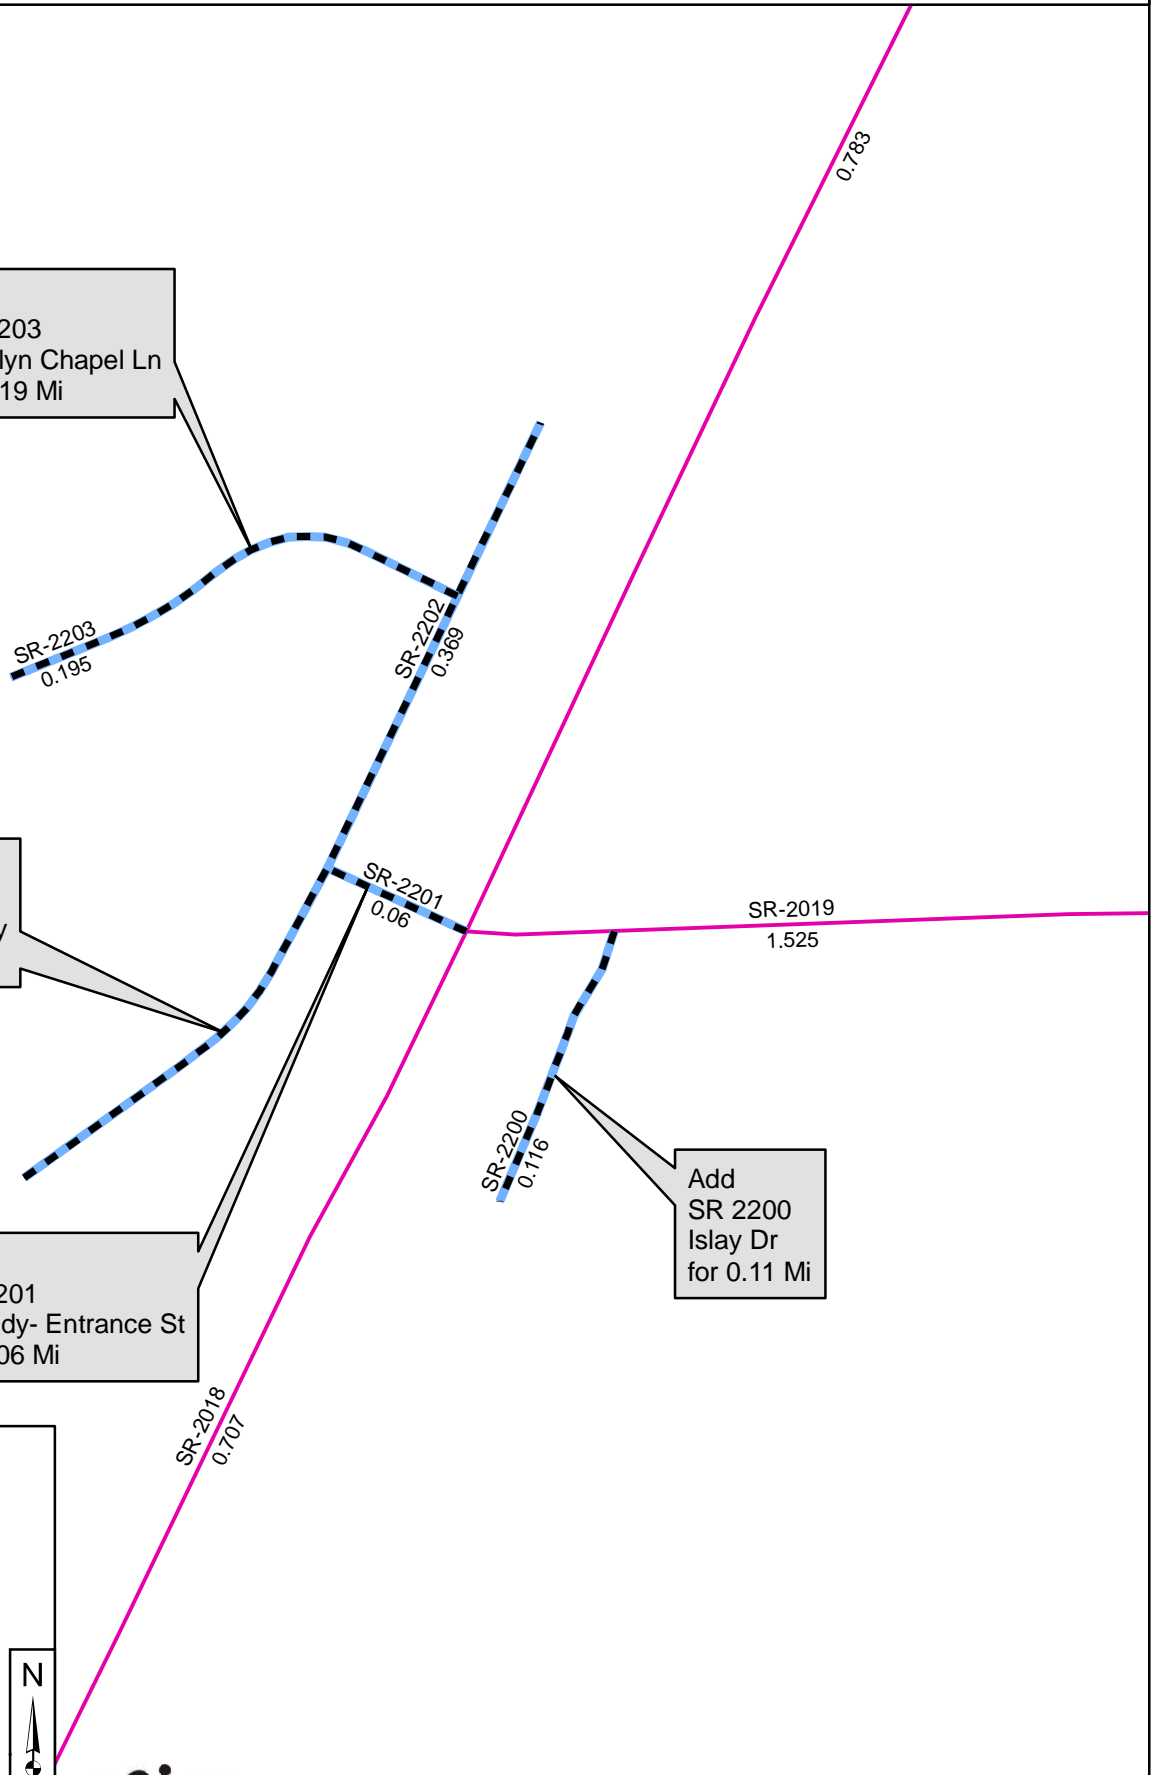 0.783
203
lyn Chapel Ln
19 Mi
SR-2203
0.195
SR-2202
0.369
SR-2201
0.06
SR-2019
1.525
y
SR-2200
0.116
Add
SR 2200
Islay Dr
for 0.11 Mi
201
dy- Entrance St
06 Mi
SR-2018
0.707
N